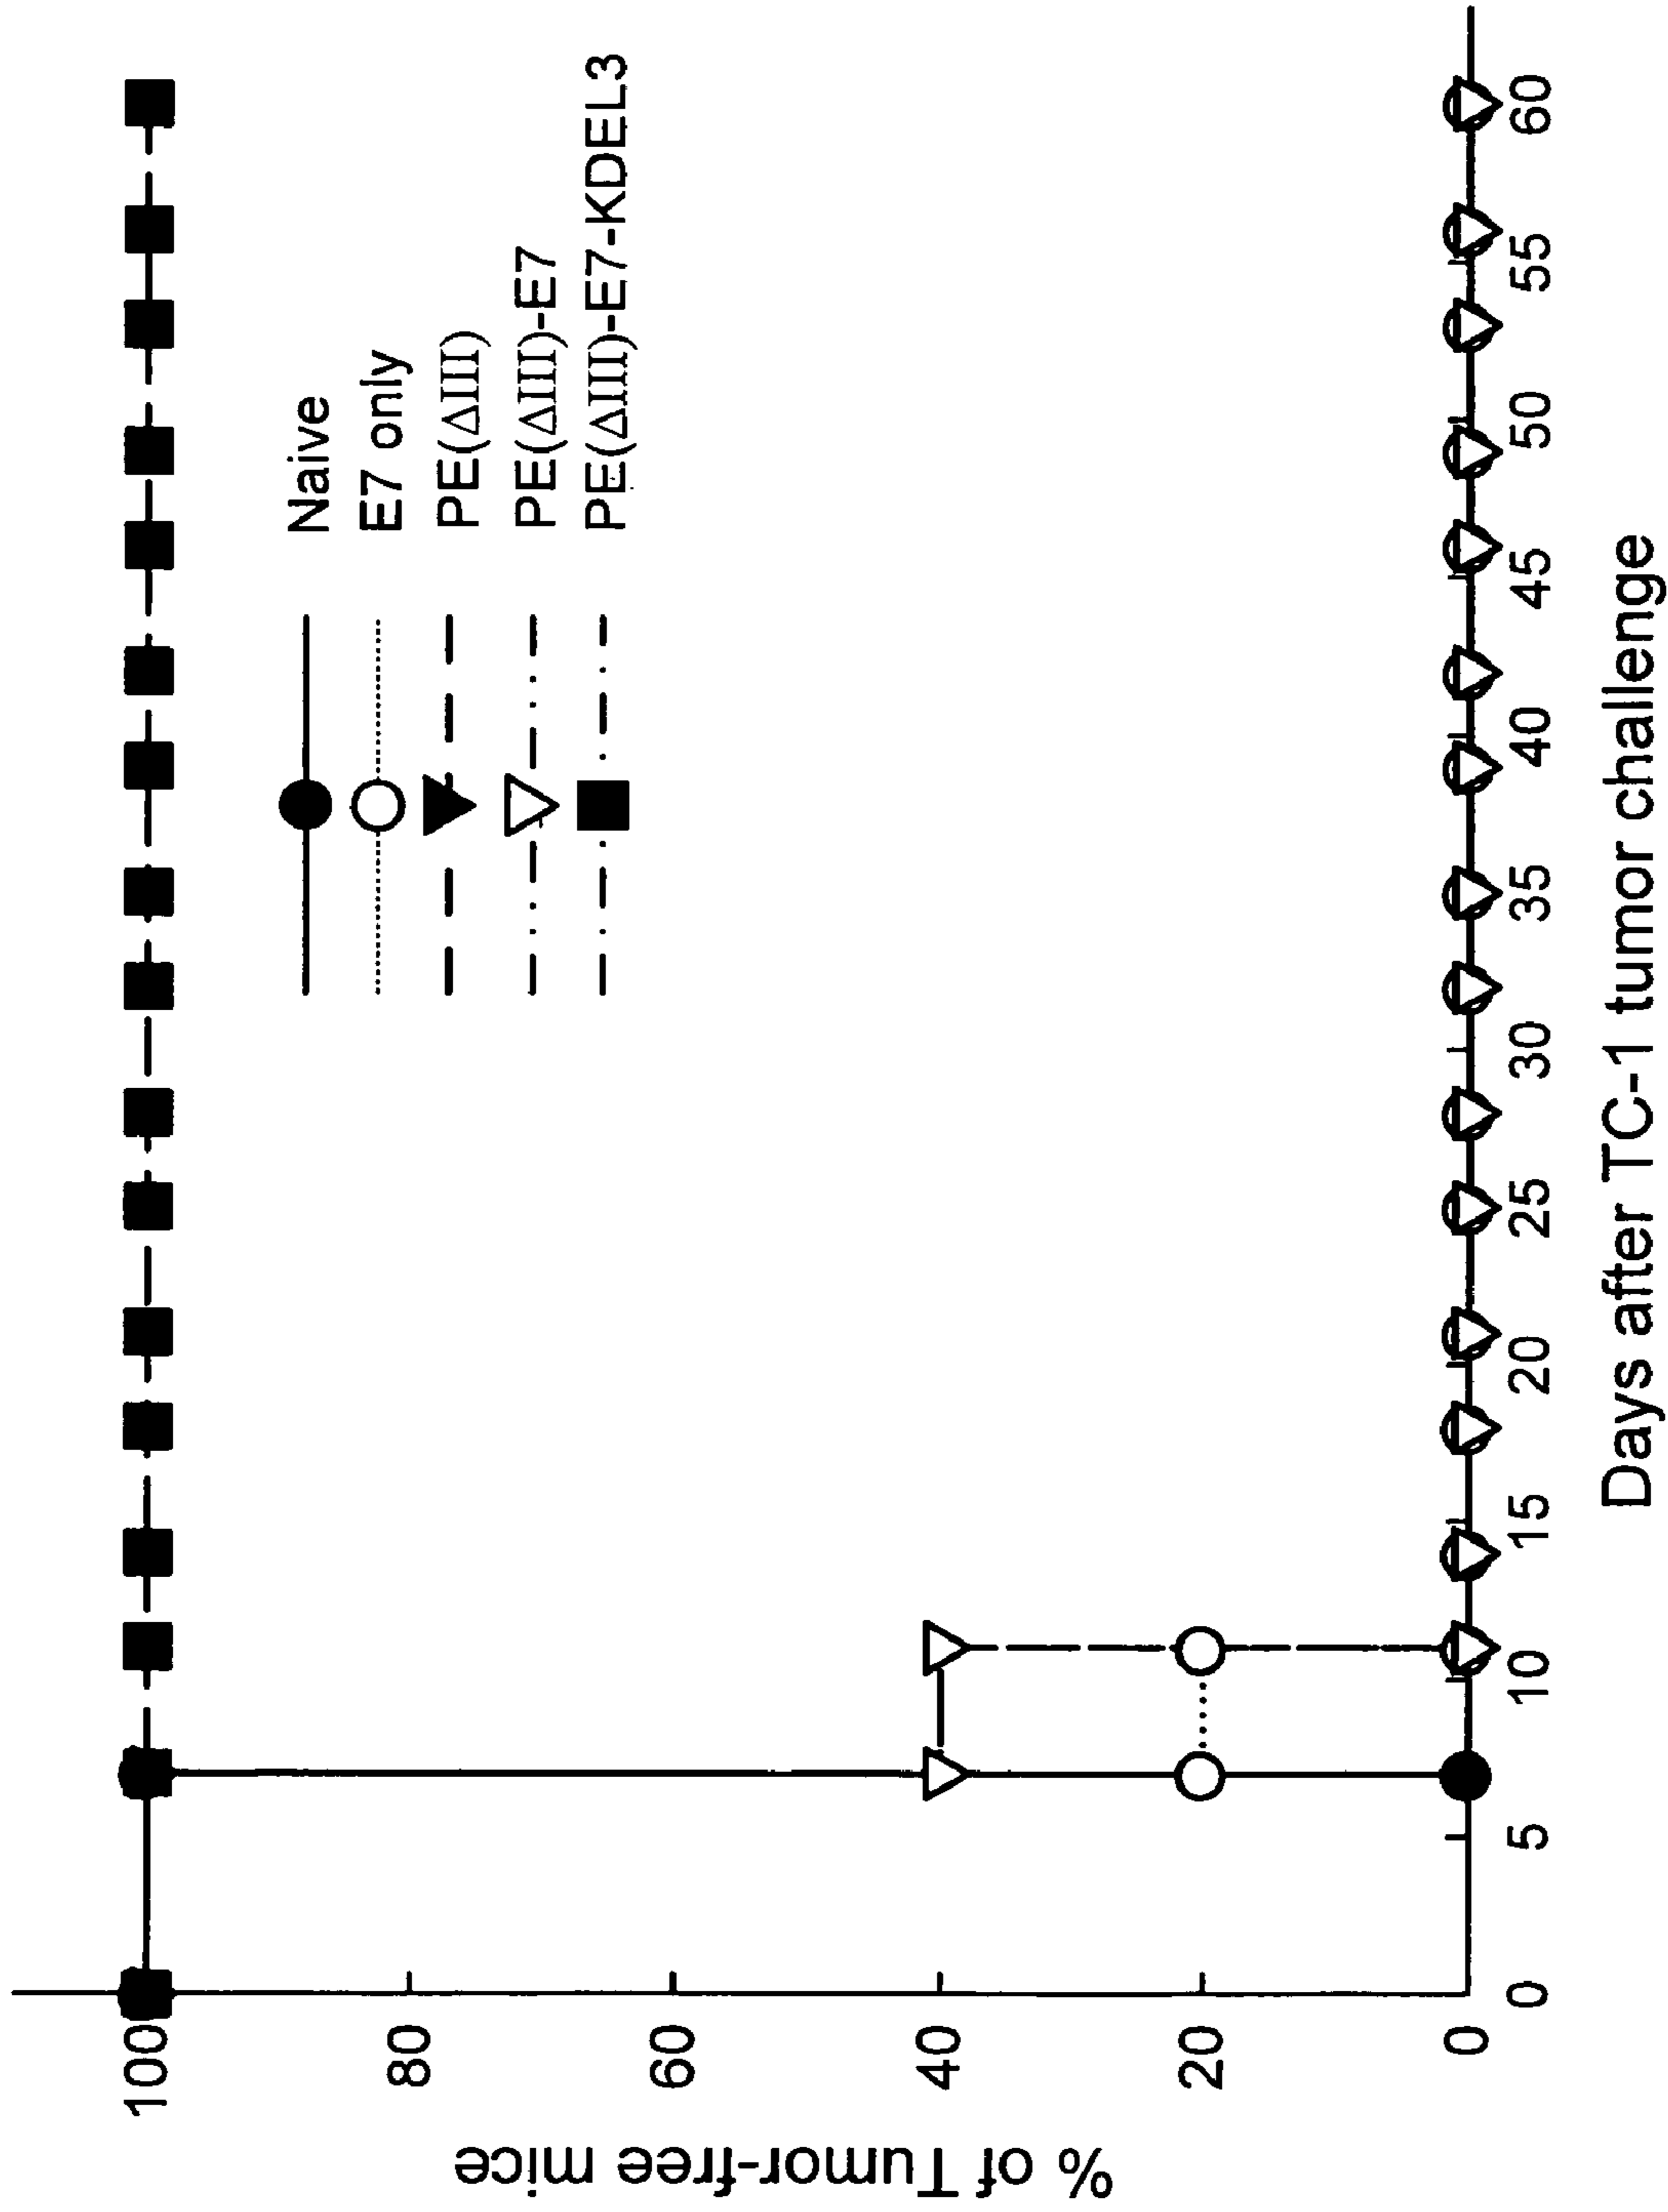 % of Tumor-free mice
100
80
60
40
20
0
Naive
E7 only
PE(ΔIII)
PE(ΔIII)-E7
PE(ΔIII)-E7-KDEL3
0 5 10 15 20 25 30 35 40 45 50 55 60
Days after TC-1 tumor challenge